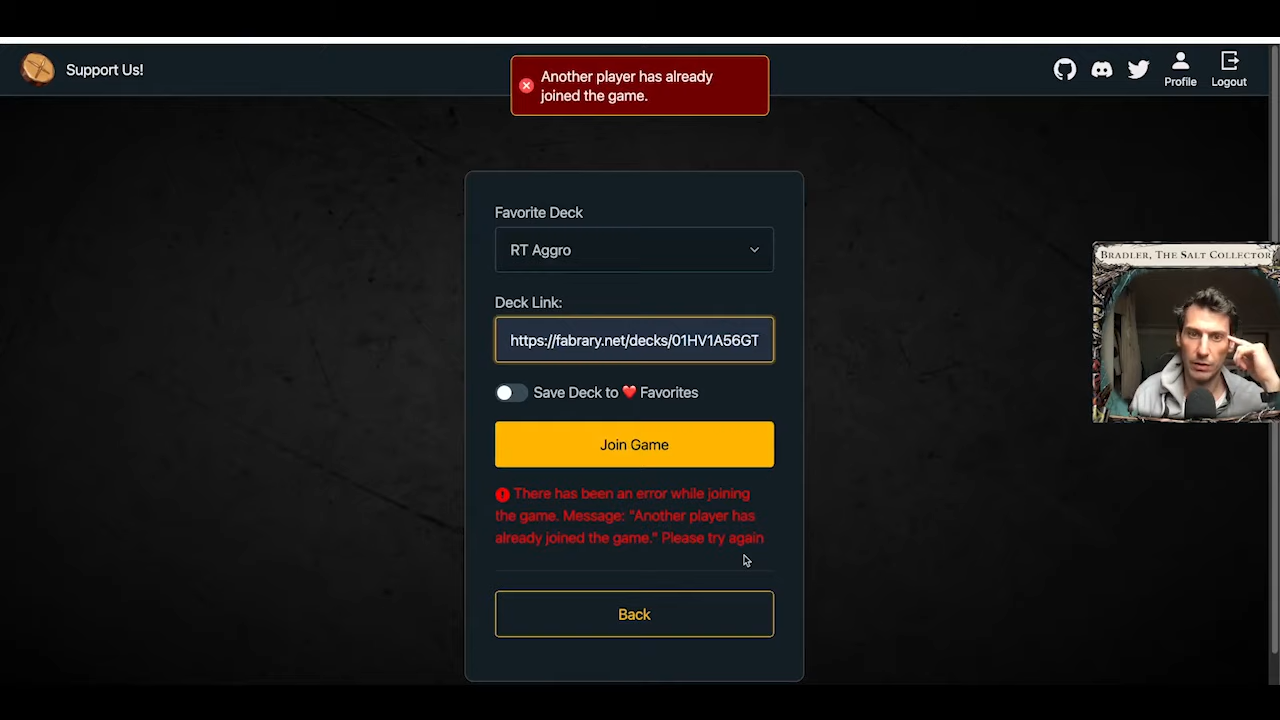 Support Us!
Another player has already
joined the game.
Profile
Logout
Favorite Deck
RT Aggro
Deck Link:
https://fabrary.net/decks/01HV1A56GT
Save Deck to ❤️ Favorites
Join Game
There has been an error while joining
the game. Message: "Another player has
already joined the game." Please try again
Back
Bradler, The Salt Collector